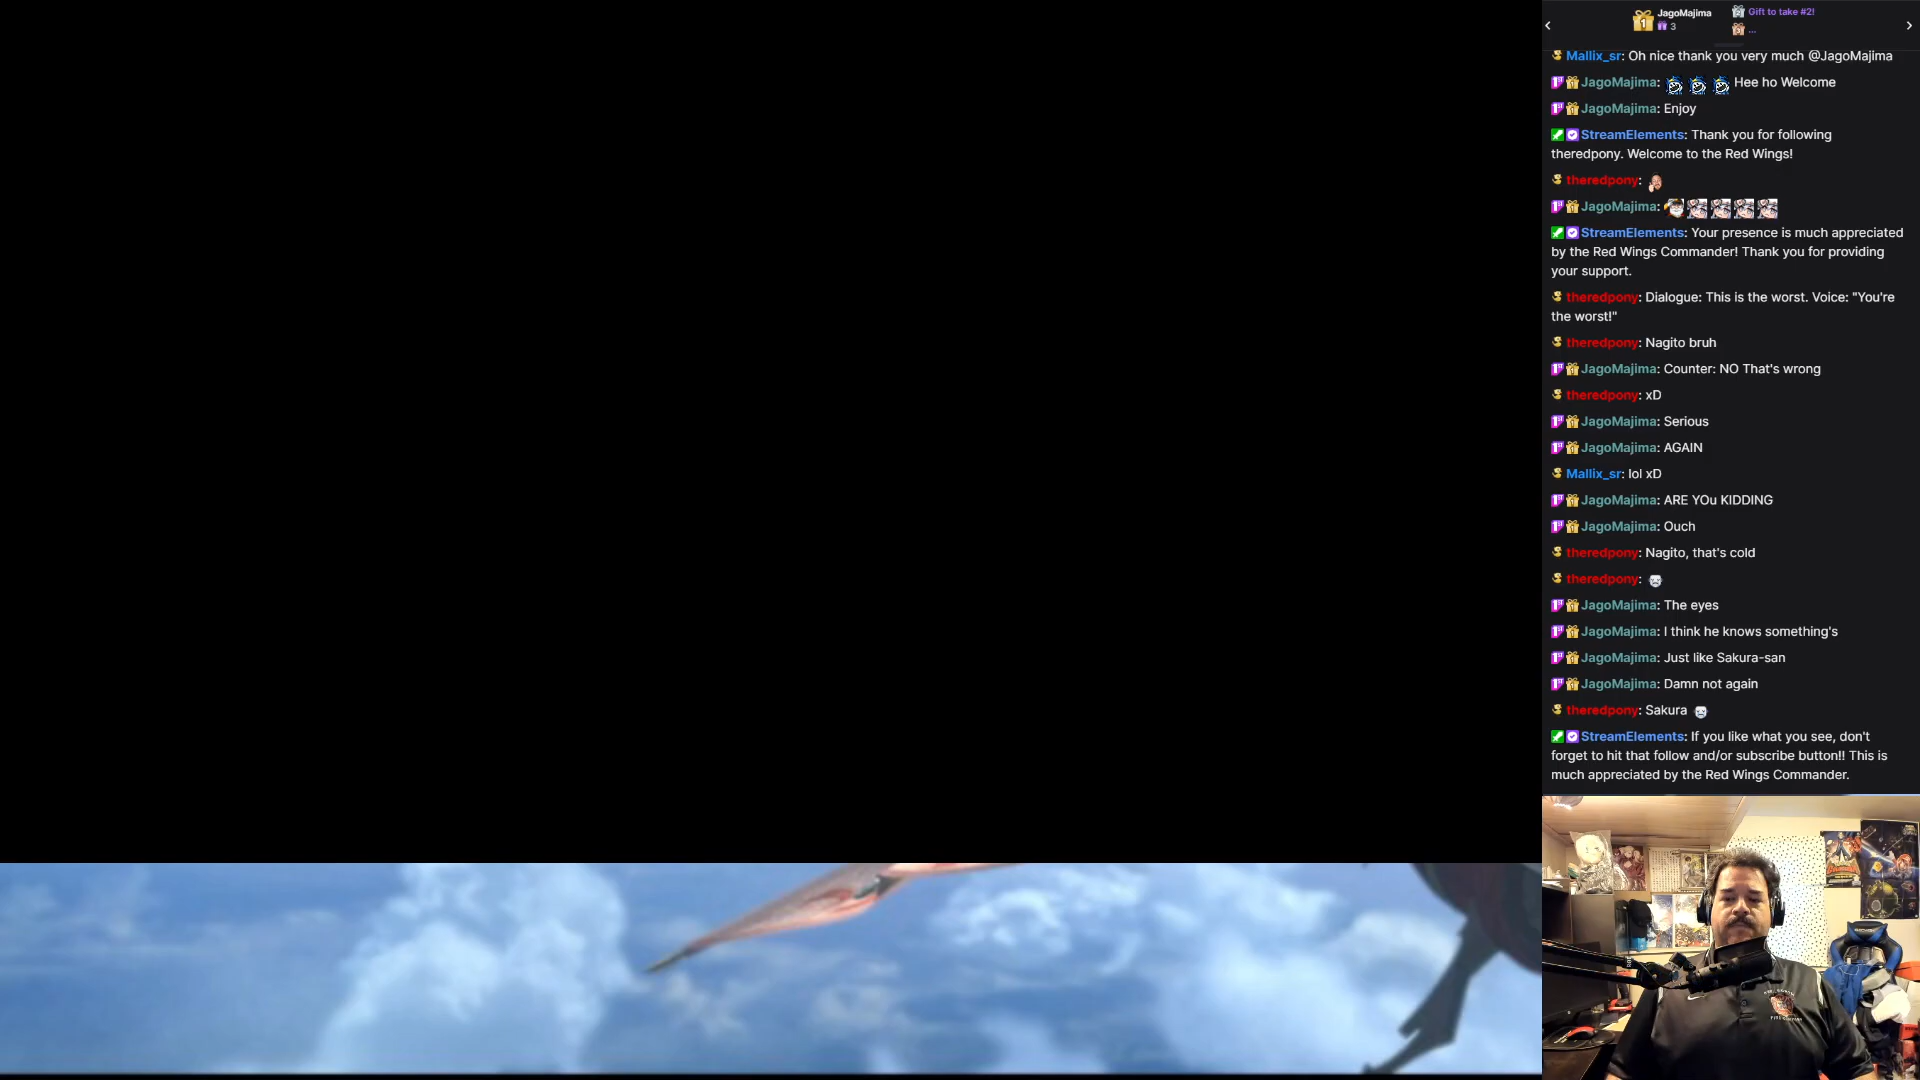 JagoMajima
3
Gift to take #2!
...
Mallix_sr: Oh nice thank you very much @JagoMajima
JagoMajima: Hee ho Welcome
JagoMajima: Enjoy
StreamElements: Thank you for following
theredpony. Welcome to the Red Wings!
theredpony:
JagoMajima:
StreamElements: Your presence is much appreciated
by the Red Wings Commander! Thank you for providing
your support.
theredpony: Dialogue: This is the worst. Voice: "You're
the worst!"
theredpony: Nagito bruh
JagoMajima: Counter: NO That's wrong
theredpony: xD
JagoMajima: Serious
JagoMajima: AGAIN
Mallix_sr: lol xD
JagoMajima: ARE YOu KIDDING
JagoMajima: Ouch
theredpony: Nagito, that's cold
theredpony:
JagoMajima: The eyes
JagoMajima: I think he knows something's
JagoMajima: Just like Sakura-san
JagoMajima: Damn not again
theredpony: Sakura
StreamElements: If you like what you see, don't
forget to hit that follow and/or subscribe button!! This is
much appreciated by the Red Wings Commander.